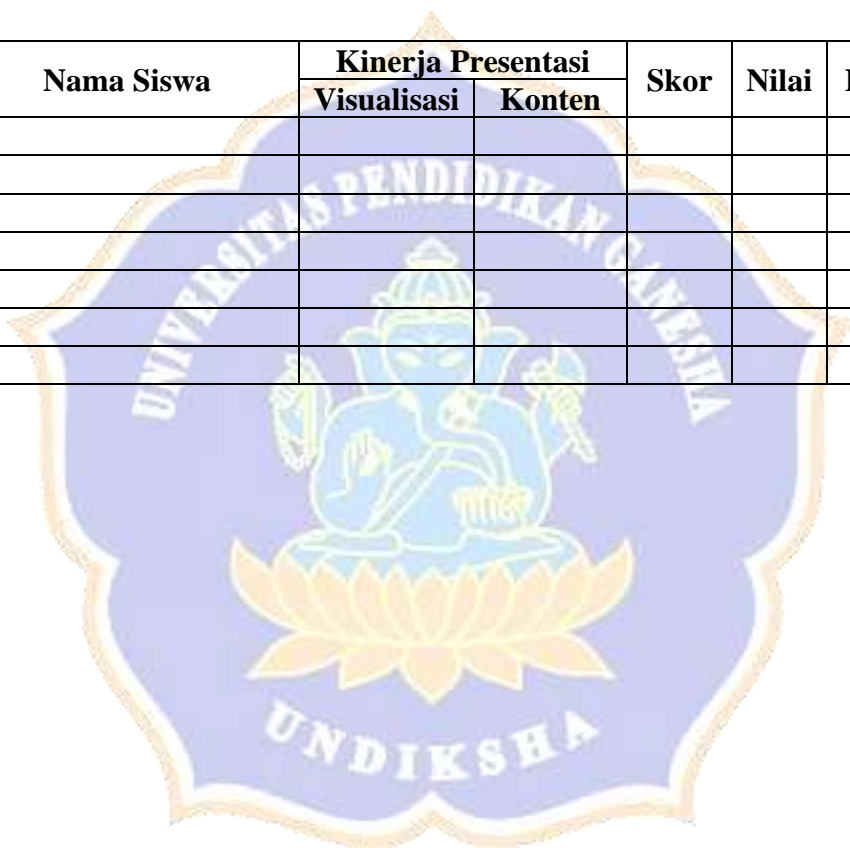 Nama Siswa Kinerja Presentasi Skor Nilai
Visualisasi Konten
UNIVERSITAS PENDIDIKAN GANESHA
UNDIKSHA